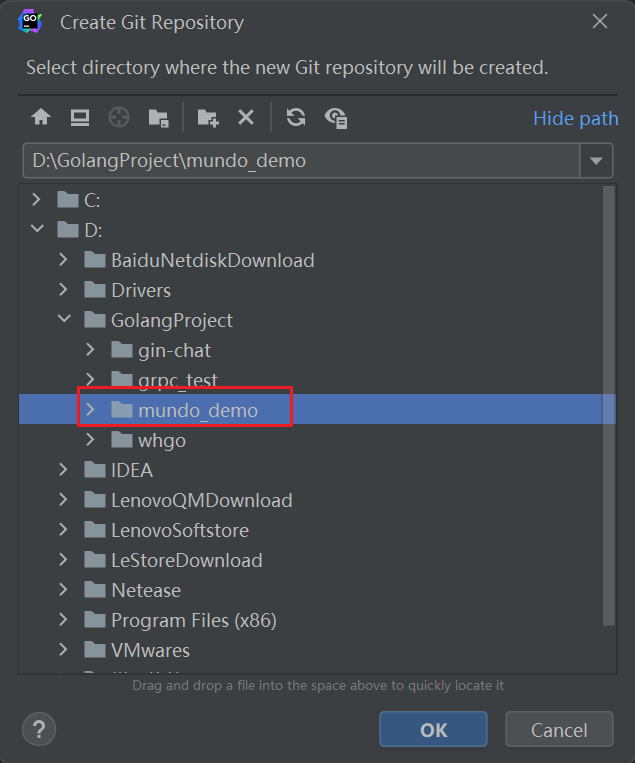 GO
Create Git Repository
Select directory where the new Git repository will be created.
Hide path
D:\GolangProject\mundo_demo
C:
D:
BaiduNetdiskDownload
Drivers
GolangProject
gin-chat
grpc_test
mundo_demo
whgo
IDEA
LenovoQMDownload
LenovoSoftstore
LeStoreDownload
Netease
Program Files (x86)
VMwares
Drag and drop a file into the space above to quickly locate it
?
OK
Cancel